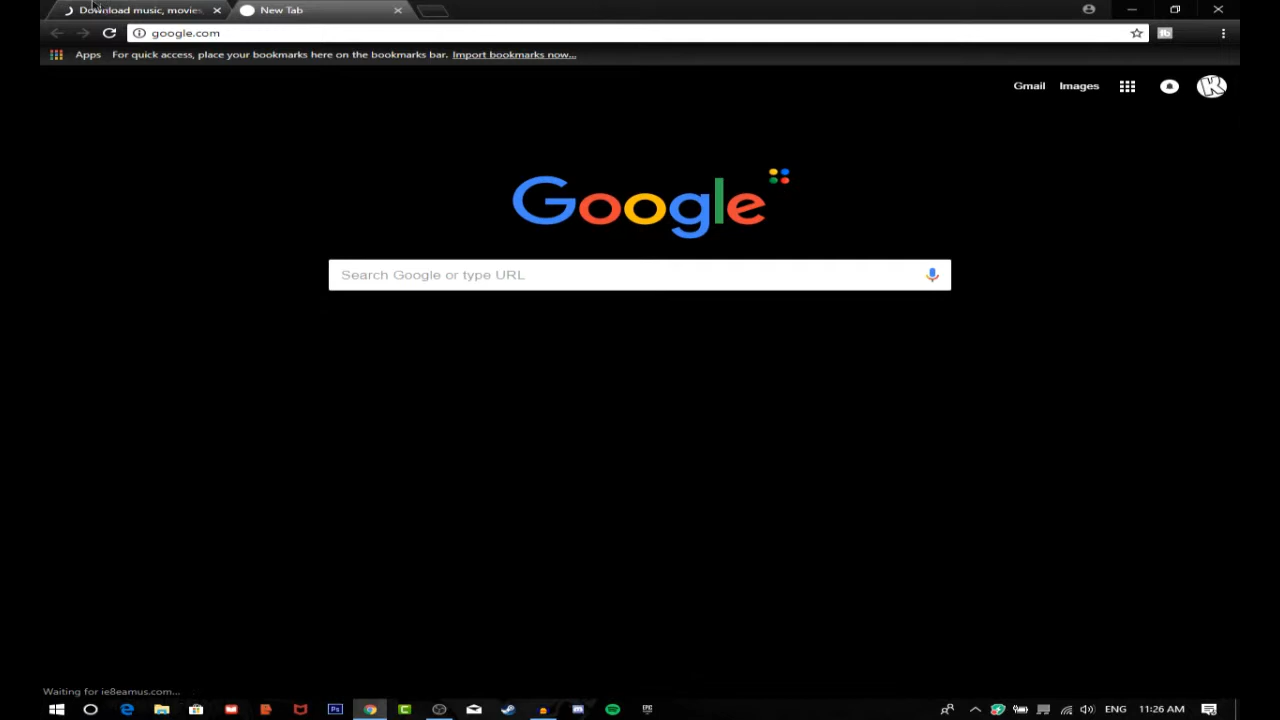 Download music, movies
New Tab
google.com
Apps
For quick access, place your bookmarks here on the bookmarks bar. Import bookmarks now...
Gmail
Images
Google
Search Google or type URL
Waiting for ie8eamus.com...
Ps
EPIC
ENG
11:26 AM